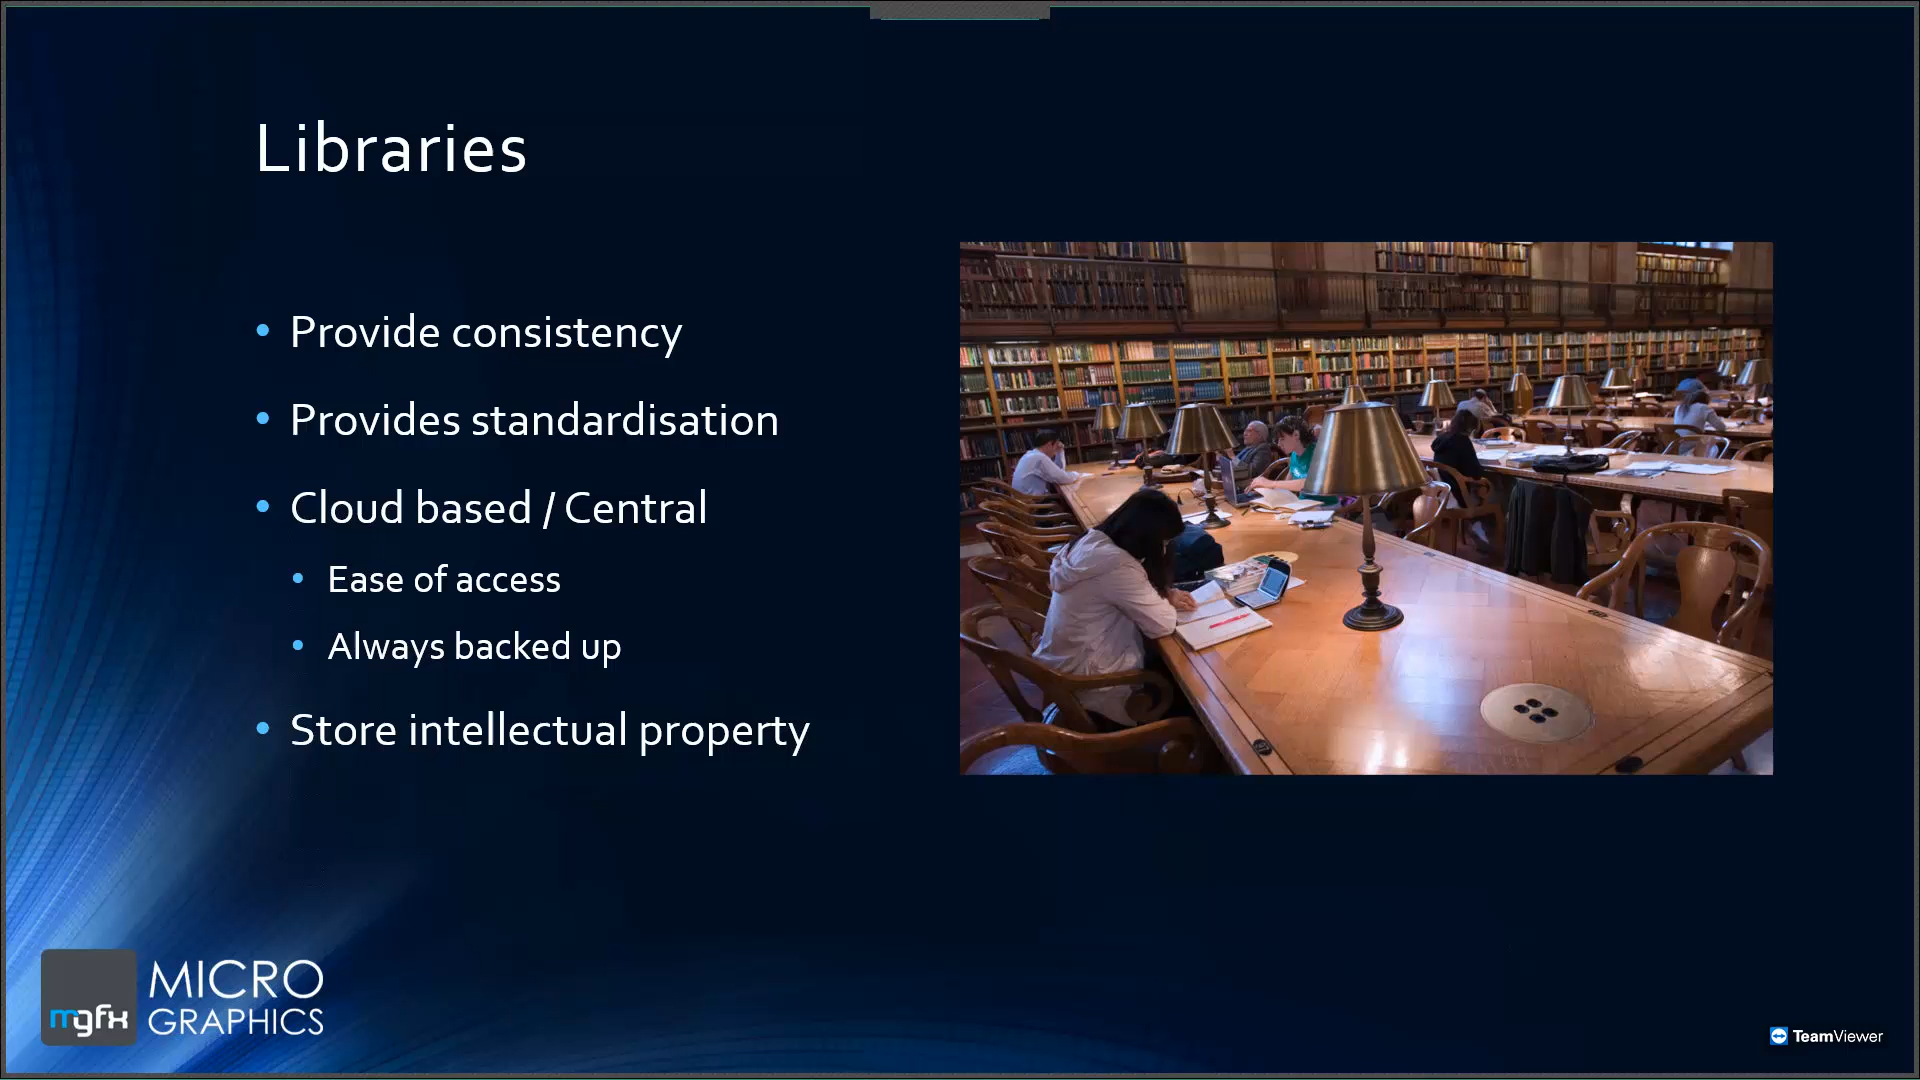 Libraries
• Provide consistency
• Provides standardisation
• Cloud based / Central
• Ease of access
• Always backed up
• Store intellectual property
mgfx
MICRO
GRAPHICS
TeamViewer